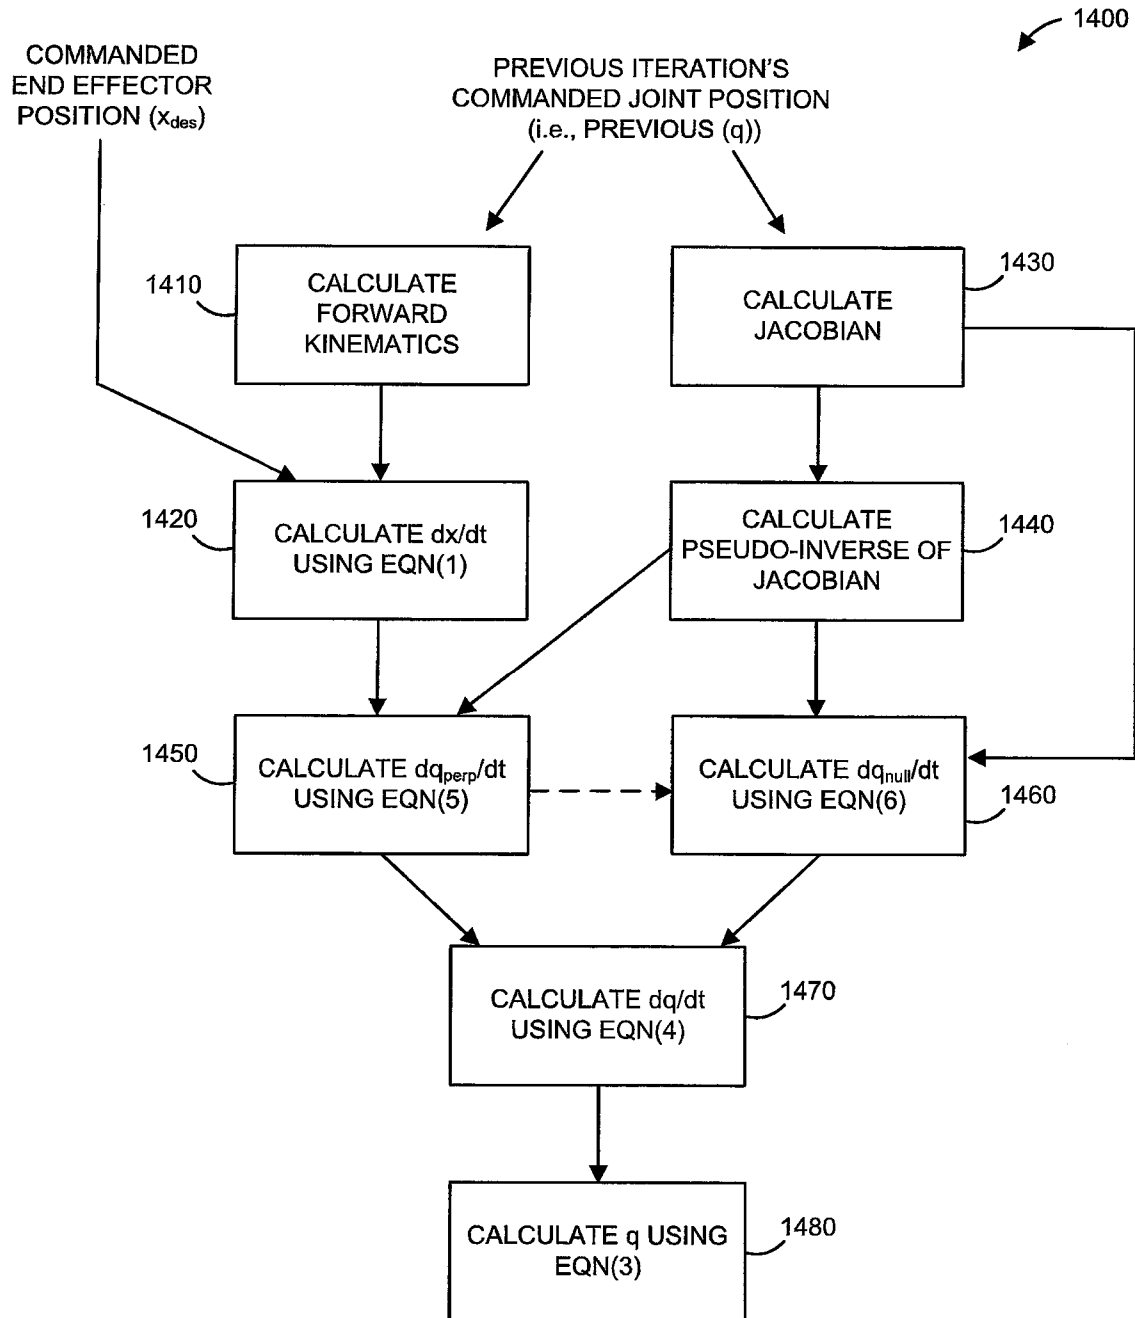 1400
COMMANDED
END EFFECTOR
POSITION (xdes)
PREVIOUS ITERATION'S
COMMANDED JOINT POSITION
(i.e., PREVIOUS (q))
1410
CALCULATE
FORWARD
KINEMATICS
1430
CALCULATE
JACOBIAN
1420
CALCULATE dx/dt
USING EQN(1)
1440
CALCULATE
PSEUDO-INVERSE OF
JACOBIAN
1450
CALCULATE dqperp/dt
USING EQN(5)
CALCULATE dqnull/dt
USING EQN(6)
1460
CALCULATE dq/dt
USING EQN(4)
1470
CALCULATE q USING
EQN(3)
1480